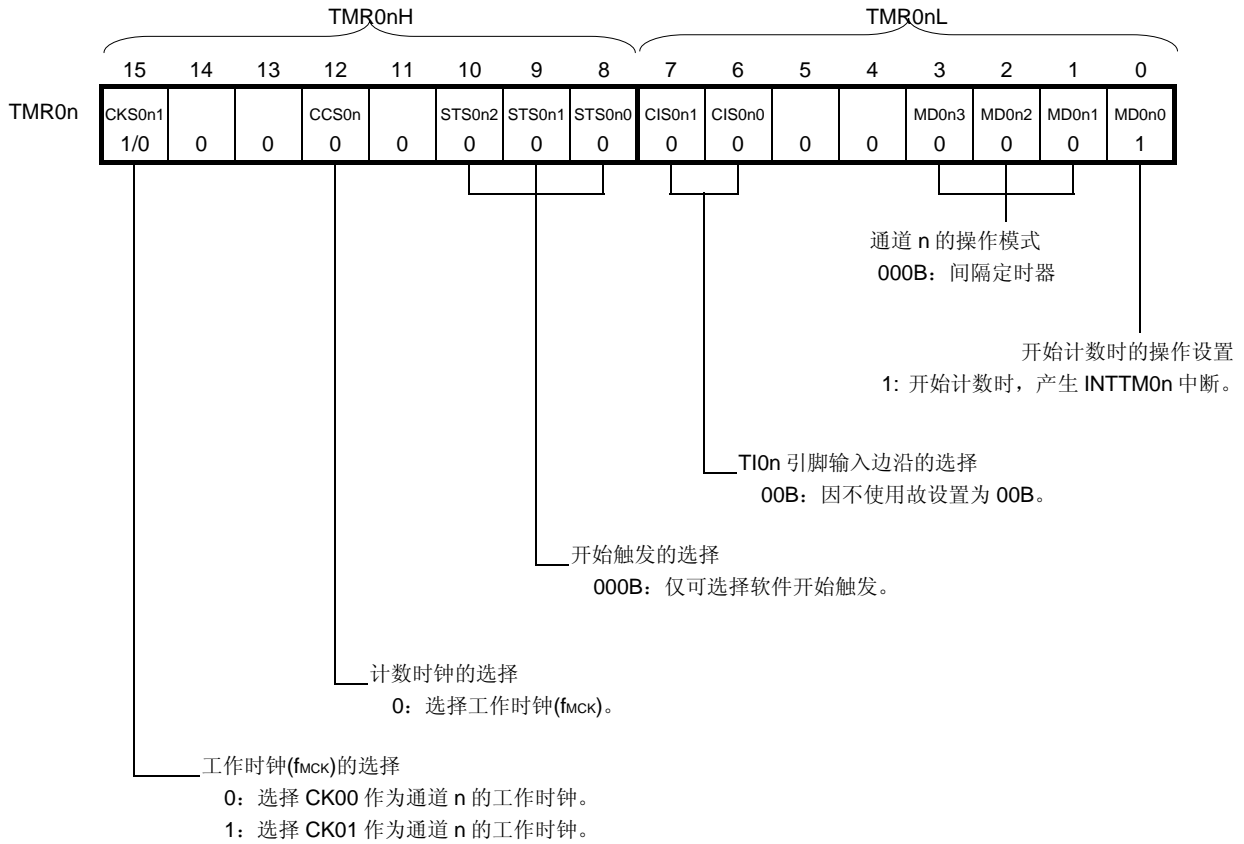 TMR0nH TMR0nL
15 14 13 12 11 10 9 8 7 6 5 4 3 2 1 0
TMR0n CKS0n1 CCS0n STS0n2 STS0n1 STS0n0 CIS0n1 CIS0n0 MD0n3 MD0n2 MD0n1 MD0n0
1/0 0 0 0 0 0 0 0 0 0 0 0 0 0 0 1
通道 n 的操作模式
000B：间隔定时器
开始计数时的操作设置
1: 开始计数时，产生 INTTM0n 中断。
TI0n 引脚输入边沿的选择
00B：因不使用故设置为 00B。
开始触发的选择
000B：仅可选择软件开始触发。
计数时钟的选择
0：选择工作时钟(fMCK)。
工作时钟(fMCK)的选择
0：选择 CK00 作为通道 n 的工作时钟。
1：选择 CK01 作为通道 n 的工作时钟。